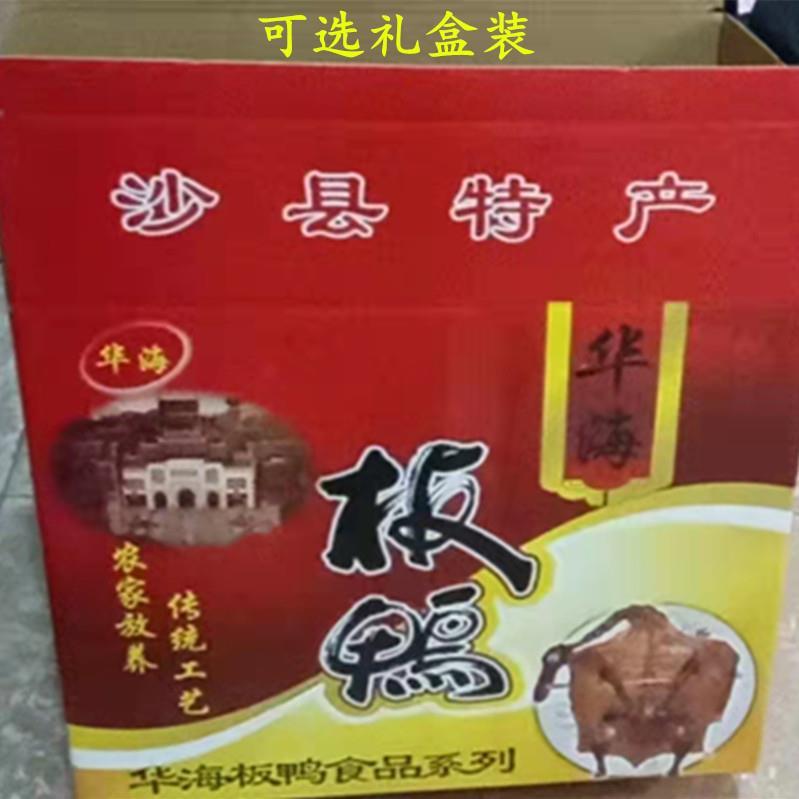 可选礼盒装
沙县特产
华海
华海
板鸭
农家放养
传统工艺
华海板鸭食品系列